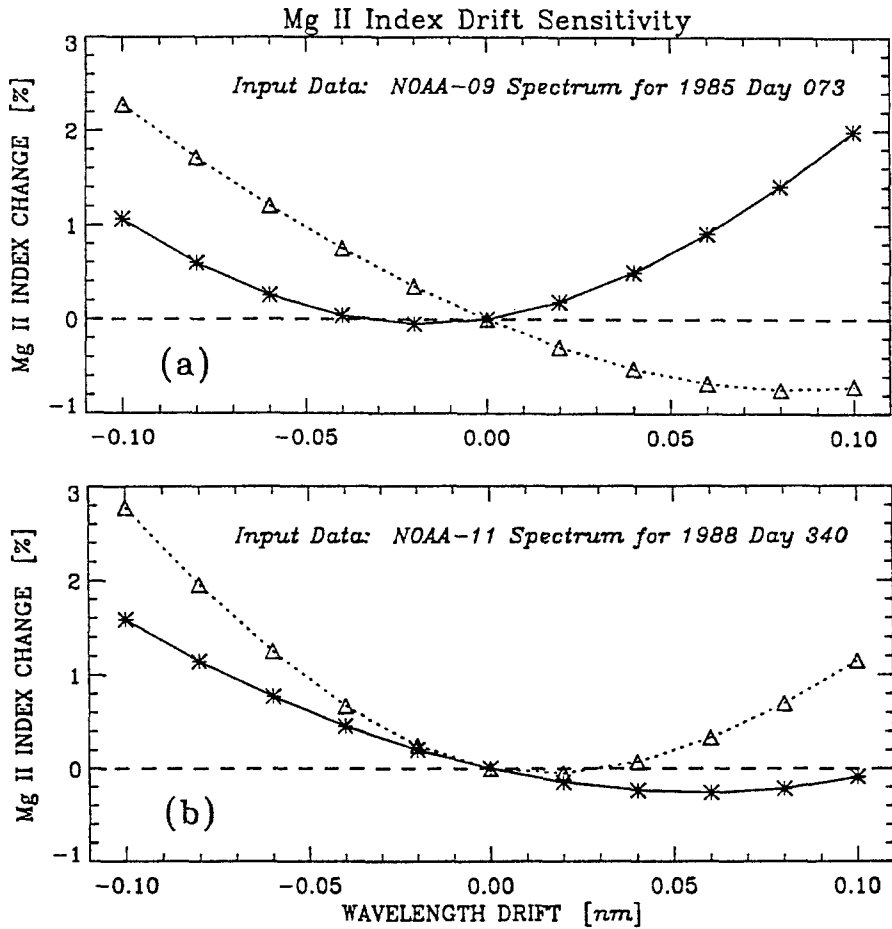 Mg II Index Drift Sensitivity
Mg II INDEX CHANGE [%]
3
2
1
0
-1
Input Data: NOAA-09 Spectrum for 1985 Day 073
(a)
-0.10 -0.05 0.00 0.05 0.10
Mg II INDEX CHANGE [%]
3
2
1
0
-1
Input Data: NOAA-11 Spectrum for 1988 Day 340
(b)
-0.10 -0.05 0.00 0.05 0.10
WAVELENGTH DRIFT [nm]